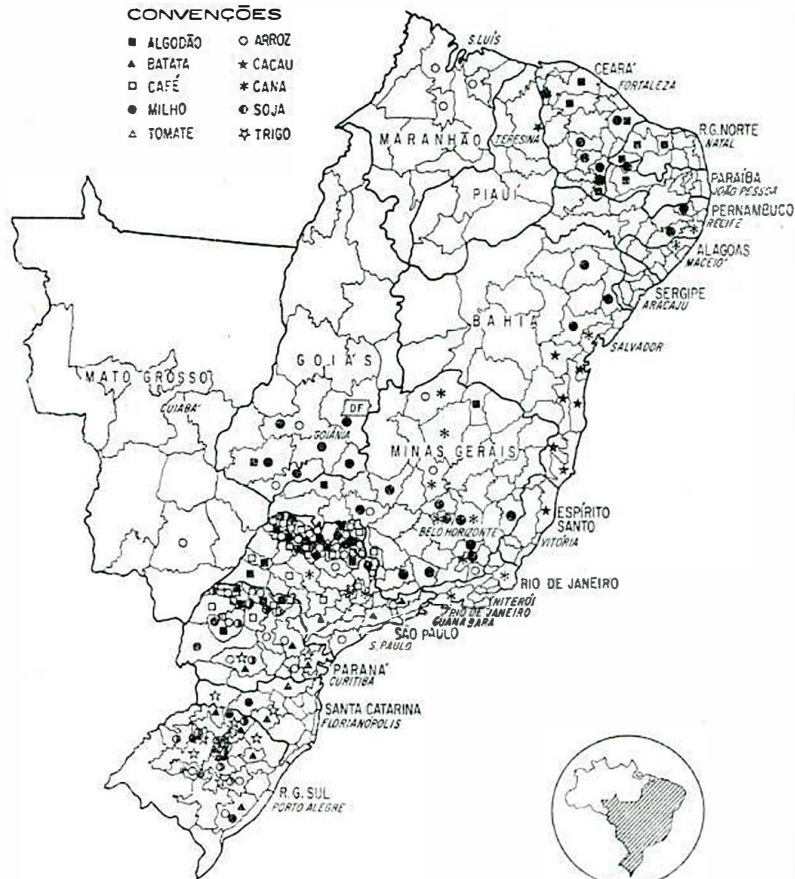 CONVENÇÕES
ALGODÃO
ARROZ
BATATA
CACAU
CAFÉ
CANA
MILHO
SOJA
TOMATE
TRIGO
S. LUÍS
CEARÁ
FORTALEZA
MARANHÃO
TERESINA
R.G. NORTE
NATAL
PARAÍBA
JOÃO PESSOA
PIAUÍ
PERNAMBUCO
RECIFE
ALAGOAS
MACEIÓ
SERGIPE
ARACAJU
BAHIA
SALVADOR
GOIÁS
MATO GROSSO
CUIABÁ
DF
GOIÂNIA
MINAS GERAIS
ESPÍRITO
SANTO
BELO HORIZONTE
VITÓRIA
RIO DE JANEIRO
NITERÓI
RIO DE JANEIRO
GUANABARA
SÃO PAULO
S. PAULO
PARANÁ
CURITIBA
SANTA CATARINA
FLORIANÓPOLIS
R.G. SUL
PORTO ALEGRE